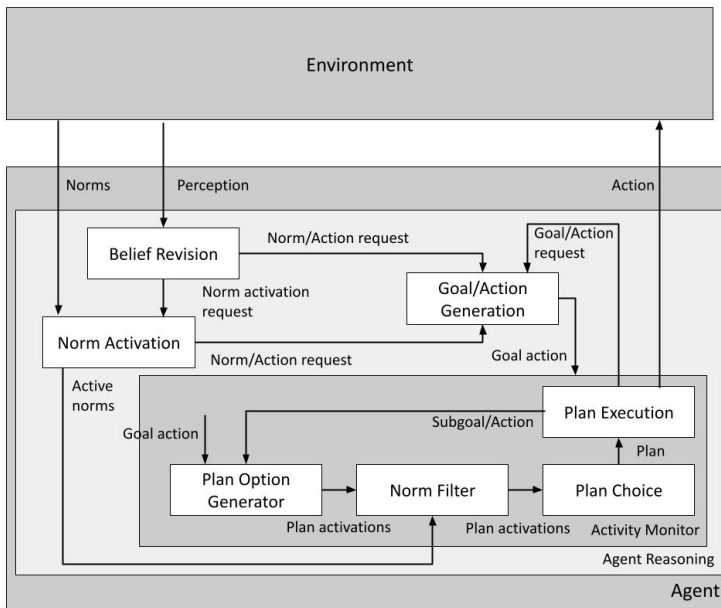 Environment
Norms
Perception
Action
Belief Revision
Norm/Action request
Goal/Action
request
Norm activation
request
Goal/Action
Generation
Norm Activation
Norm/Action request
Goal action
Active
norms
Goal action
Subgoal/Action
Plan Execution
Plan
Plan Option
Generator
Norm Filter
Plan Choice
Plan activations
Plan activations
Activity Monitor
Agent Reasoning
Agent